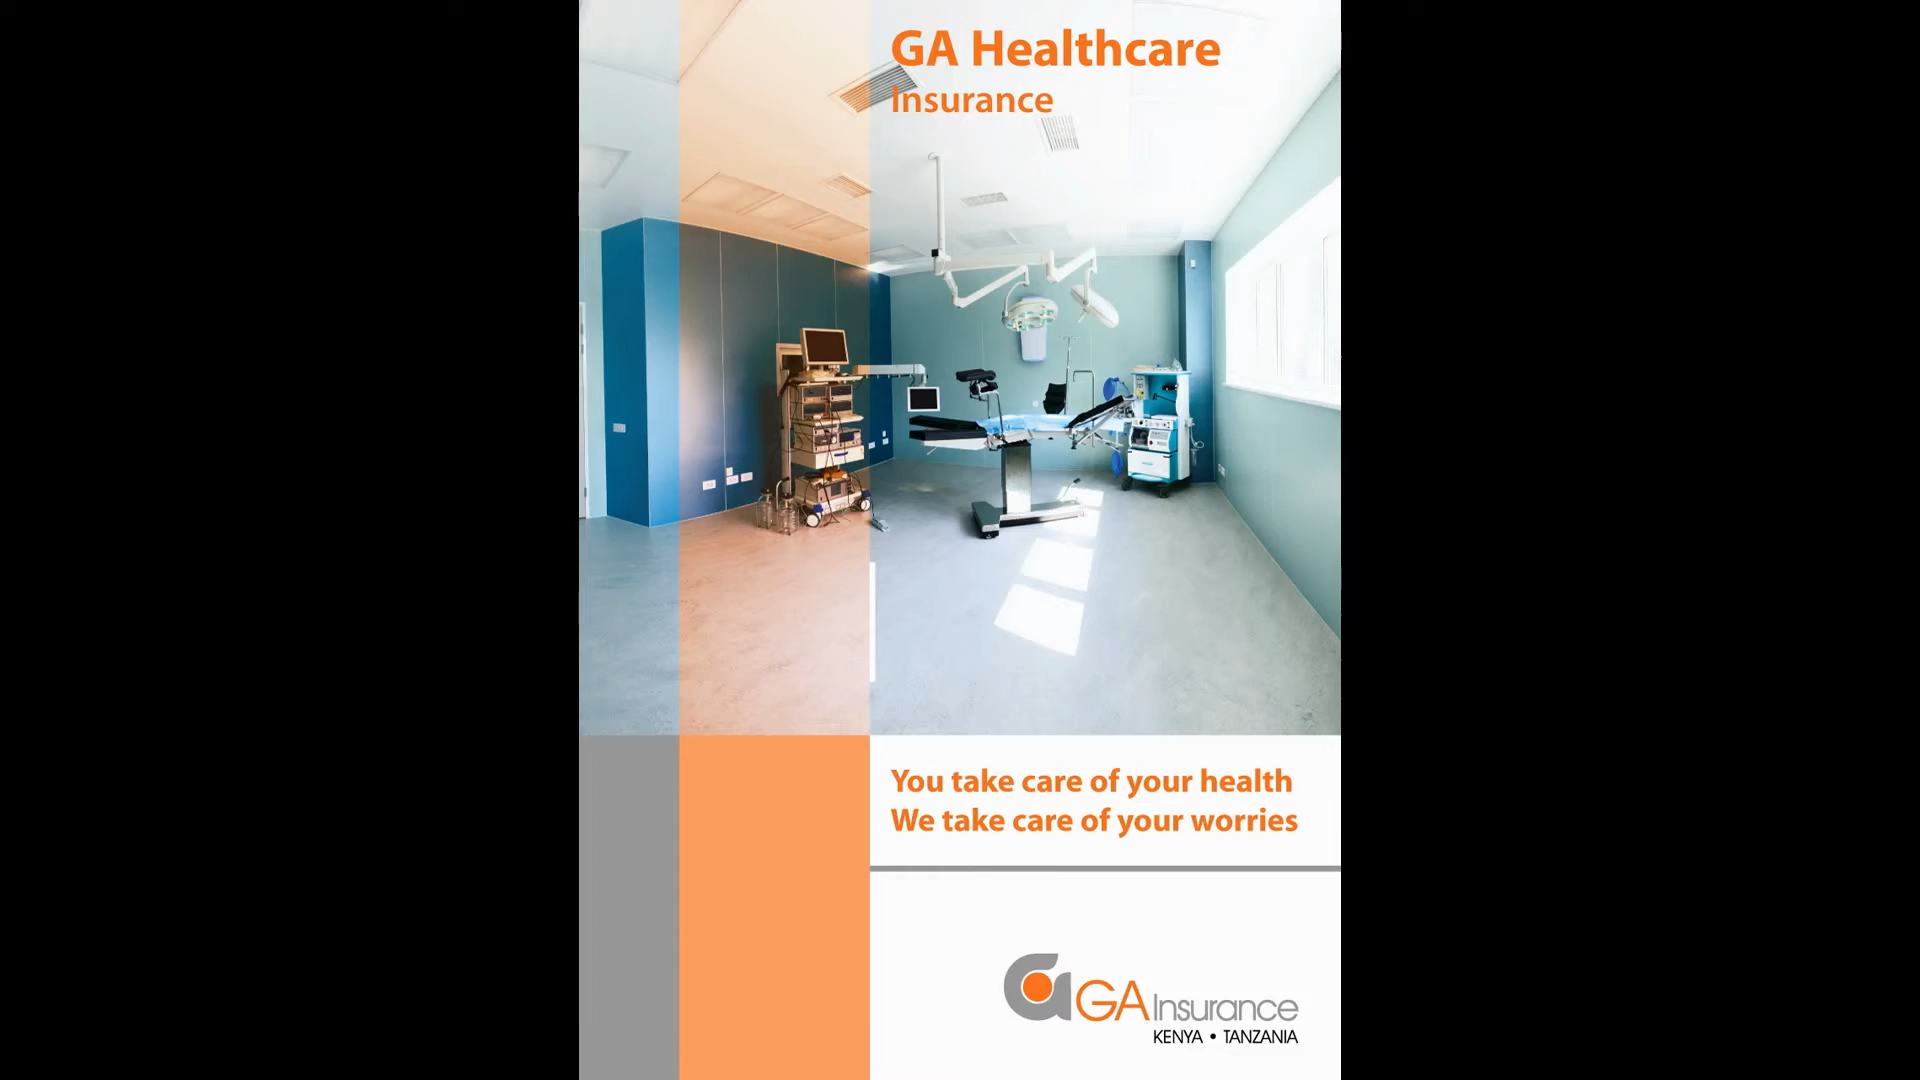 GA Healthcare
Insurance
You take care of your health
We take care of your worries
GA Insurance
KENYA • TANZANIA